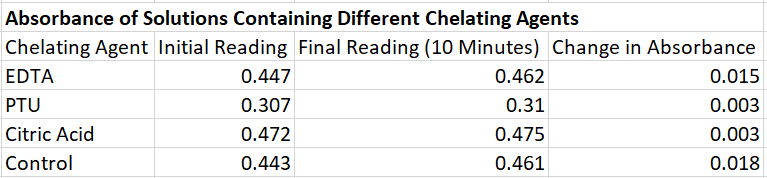 Absorbance of Solutions Containing Different Chelating Agents
Chelating Agent Initial Reading Final Reading (10 Minutes) Change in Absorbance
EDTA 0.447 0.462 0.015
PTU 0.307 0.31 0.003
Citric Acid 0.472 0.475 0.003
Control 0.443 0.461 0.018